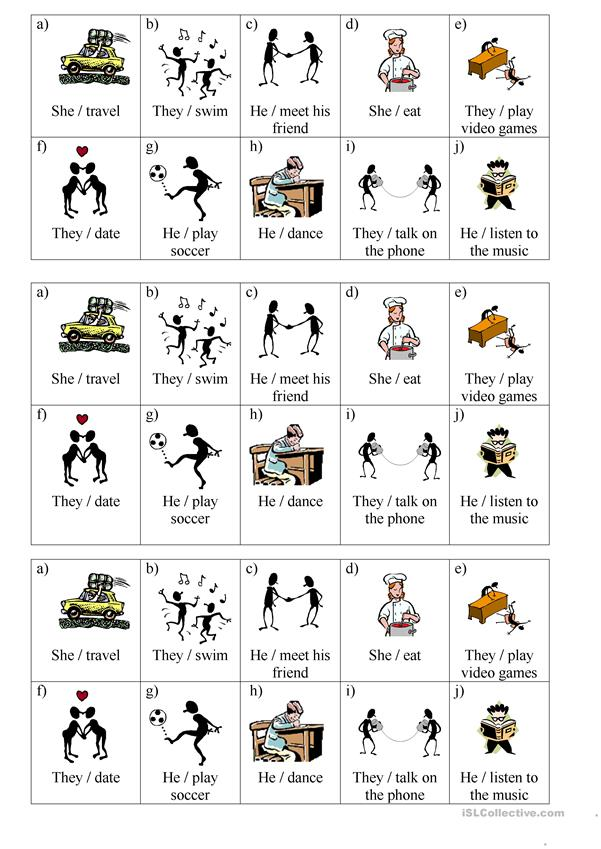 a) b) c) d) e)
She / travel They / swim He / meet his She / eat They / play
friend video games
f) g) h) i) j)
They / date He / play He / dance They / talk on He / listen to
soccer the phone the music
a) b) c) d) e)
She / travel They / swim He / meet his She / eat They / play
friend video games
f) g) h) i) j)
They / date He / play He / dance They / talk on He / listen to
soccer the phone the music
a) b) c) d) e)
She / travel They / swim He / meet his She / eat They / play
friend video games
f) g) h) i) j)
They / date He / play He / dance They / talk on He / listen to
soccer the phone the music
iSLCollective.com